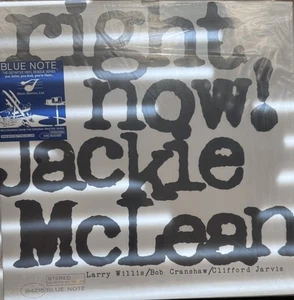 right
now!
Jackie
McLean
BLUE NOTE
Larry Willis/Bob Cranshaw/Clifford Jarvis
STEREO
BLUE NOTE